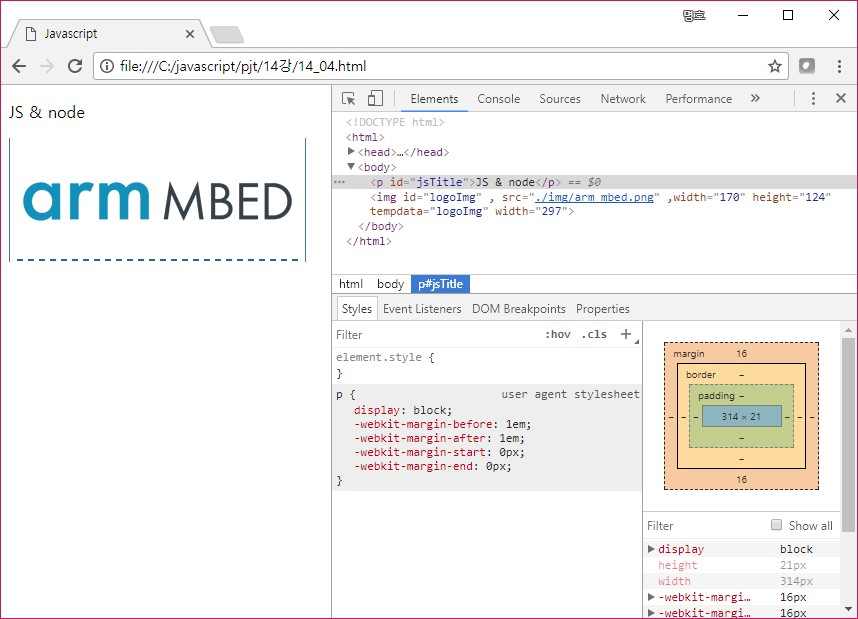 명호
Javascript
file:///C:/javascript/pjt/14강/14_04.html
JS & node
arm MBED
Elements Console Sources Network Performance »
<!DOCTYPE html>
<html>
<head>…</head>
<body>
<p id="jsTitle">JS & node</p> == $0
<img id="logoImg" , src="./img/arm mbed.png" ,width="170" height="124"
tempdata="logoImg" width="297">
</body>
</html>
html body p#jsTitle
Styles Event Listeners DOM Breakpoints Properties
Filter :hov .cls +
element.style {
}
p { user agent stylesheet
display: block;
-webkit-margin-before: 1em;
-webkit-margin-after: 1em;
-webkit-margin-start: 0px;
-webkit-margin-end: 0px;
}
margin 16
border –
padding –
– – – 314 × 21 – – –
–
–
16
Filter Show all
display block
height 21px
width 314px
-webkit-margi… 16px
-webkit-margi… 16px